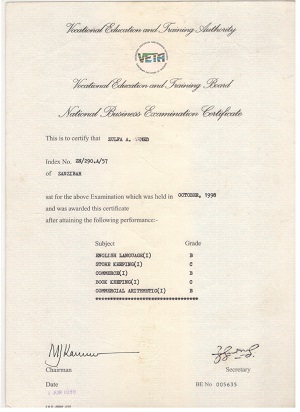 Vocational Education and Training Authority
VETA
Vocational Education and Training Board
National Business Examination Certificate
This is to certify that ZULFA A.
Index No. ZN/290.A/57
of ZANZIBAR
sat for the above Examination which was held in OCTOBER, 1998
and was awarded this certificate
after attaining the following performance:-
Subject Grade
ENGLISH LANGUAGE(I) B
STORE KEEPING(I) C
COMMERCE(I) B
BOOK KEEPING(I) C
COMMERCIAL ARITHMETIC(I) B
Chairman Secretary
Date BE No 005635